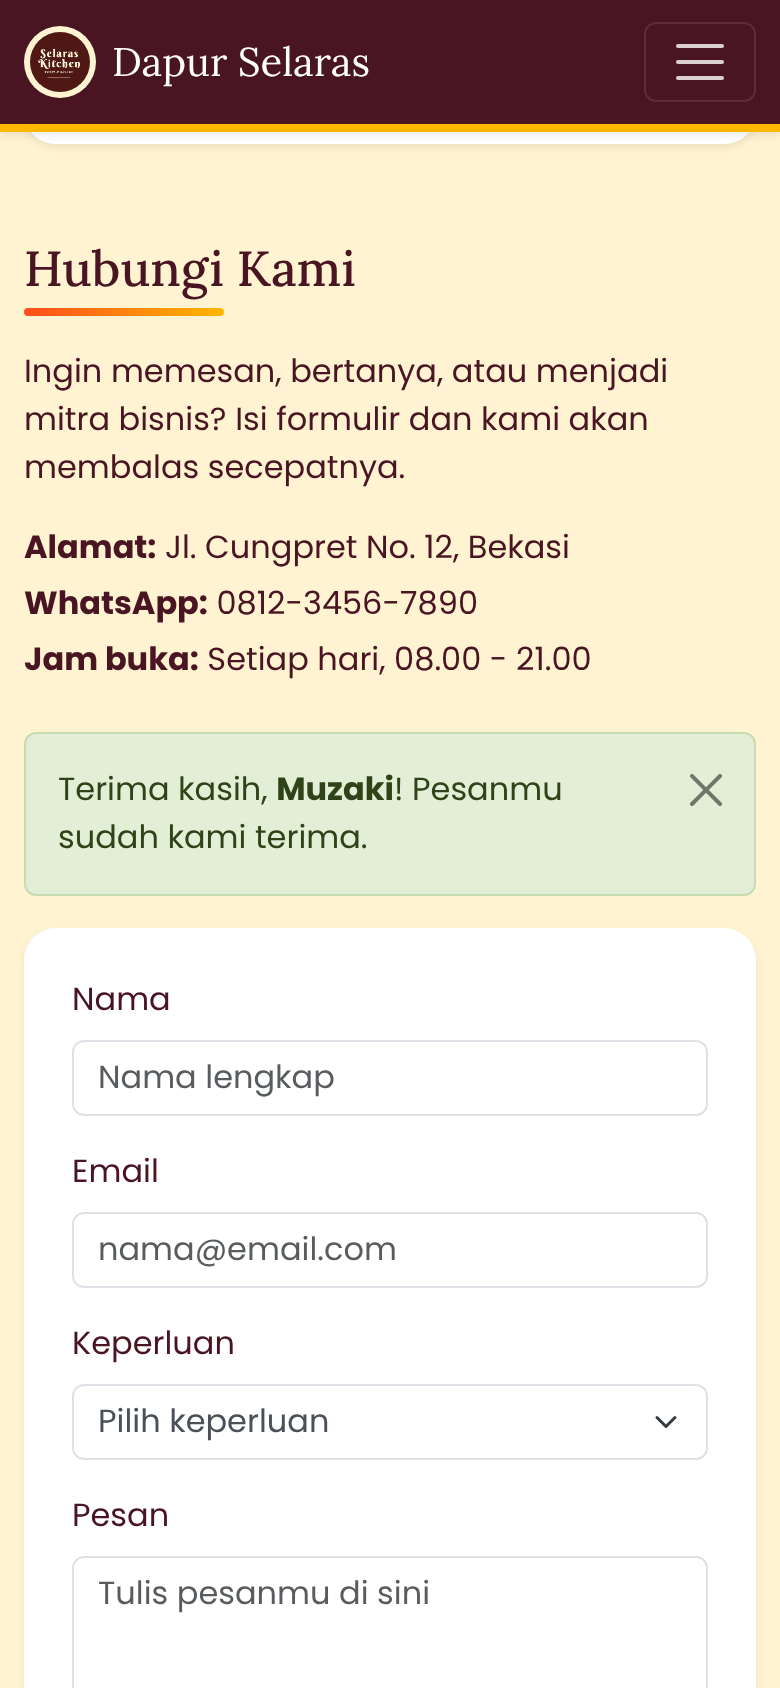 Selaras
Kitchen
Dapur Selaras
Hubungi Kami
Ingin memesan, bertanya, atau menjadi
mitra bisnis? Isi formulir dan kami akan
membalas secepatnya.
Alamat: Jl. Cungpret No. 12, Bekasi
WhatsApp: 0812-3456-7890
Jam buka: Setiap hari, 08.00 - 21.00
Terima kasih, Muzaki! Pesanmu
sudah kami terima.
Nama
Nama lengkap
Email
nama@email.com
Keperluan
Pilih keperluan
Pesan
Tulis pesanmu di sini